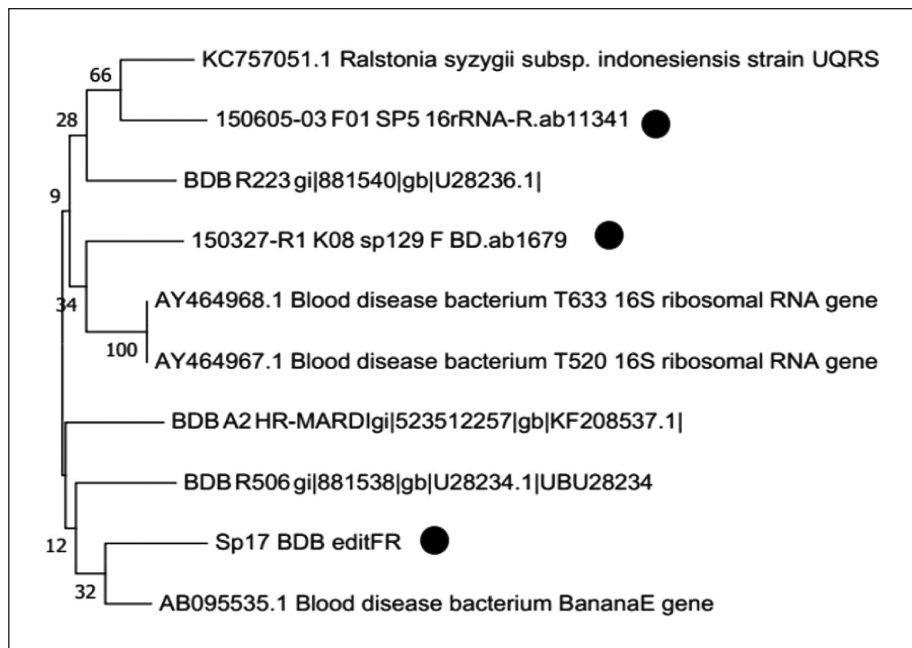 KC757051.1 Ralstonia syzygii subsp. indonesiensis strain UQRS
66
150605-03 F01 SP5 16rRNA-R.ab11341
28
BDB R223 gi|881540|gb|U28236.1|
9
150327-R1 K08 sp129 F BD.ab1679
AY464968.1 Blood disease bacterium T633 16S ribosomal RNA gene
34
100
AY464967.1 Blood disease bacterium T520 16S ribosomal RNA gene
BDB A2 HR-MARDIgi|523512257|gb|KF208537.1|
BDB R506 gi|881538|gb|U28234.1|UBU28234
Sp17 BDB editFR
12
32
AB095535.1 Blood disease bacterium BananaE gene